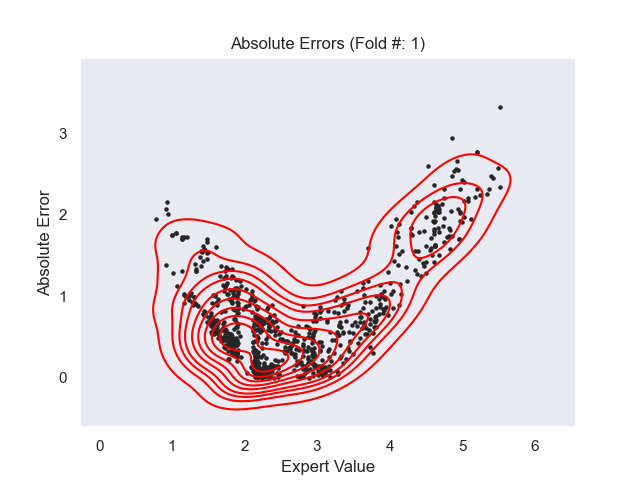 Absolute Errors (Fold #: 1)
3
2
1
0
Absolute Error
0 1 2 3 4 5 6
Expert Value